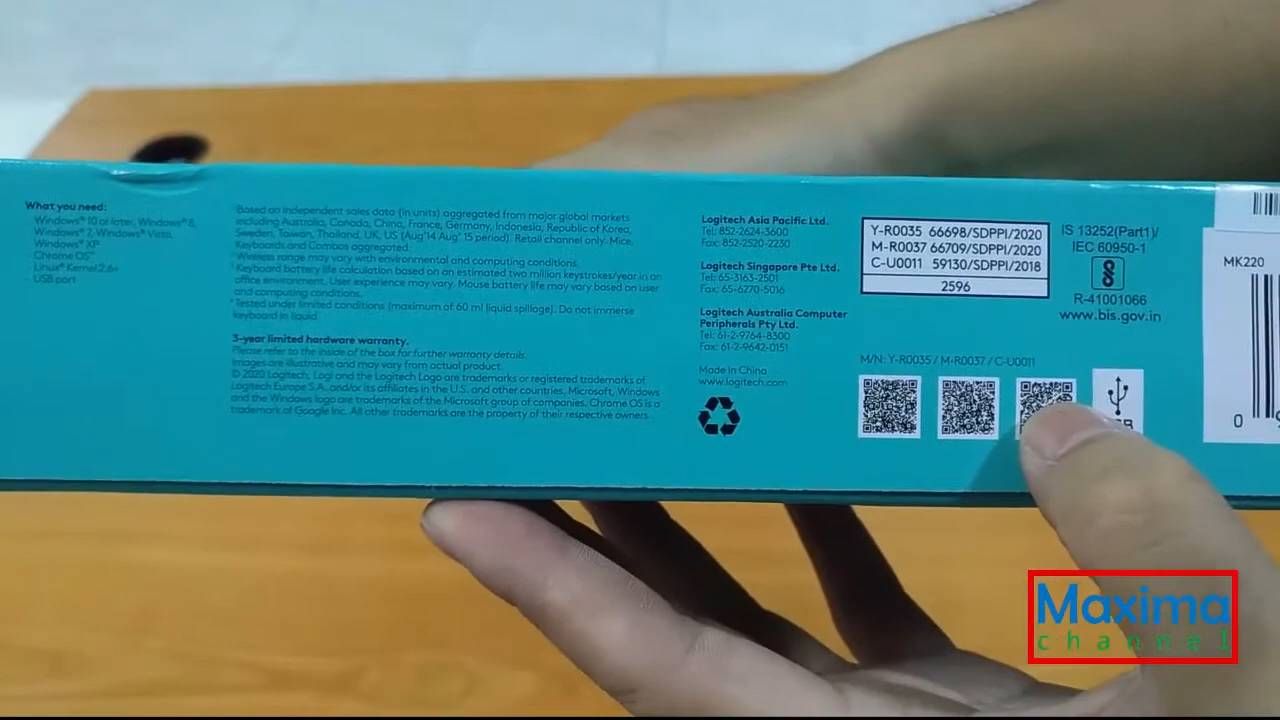 What you need:
Windows® 10 or later, Windows® 8,
Windows® 7, Windows® Vista,
Windows® XP
Chrome OS™
Linux® Kernel 2.6+
USB port
Based on independent sales data (in units) aggregated from major global markets
including Australia, Canada, China, France, Germany, Indonesia, Republic of Korea,
Sweden, Taiwan, Thailand, UK, US (Aug'14 Aug' 15 period). Retail channel only. Mice,
Keyboards and Combos aggregated.
Wireless range may vary with environmental and computing conditions.
Keyboard battery life calculation based on an estimated two million keystrokes/year in an
office environment. User experience may vary. Mouse battery life may vary based on user
and computing conditions.
Tested under limited conditions (maximum of 60 ml liquid spillage). Do not immerse
keyboard in liquid.
3-year limited hardware warranty.
Please refer to the inside of the box for further warranty details.
Images are illustrative and may vary from actual product.
© 2020 Logitech, Logi and the Logitech Logo are trademarks or registered trademarks of
Logitech Europe S.A. and/or its affiliates in the U.S. and other countries. Microsoft, Windows
and the Windows logo are trademarks of the Microsoft group of companies. Chrome OS is a
trademark of Google Inc. All other trademarks are the property of their respective owners
Logitech Asia Pacific Ltd.
Tel: 852-2624-3600
Fax: 852-2520-2230
Logitech Singapore Pte Ltd.
Tel: 65-3163-2501
Fax: 65-6270-5016
Logitech Australia Computer
Peripherals Pty Ltd.
Tel: 61-2-9764-8300
Fax: 61-2-9642-0151
Made in China
www.logitech.com
Y-R0035 66698/SDPPI/2020
M-R0037 66709/SDPPI/2020
C-U0011 59130/SDPPI/2018
2596
IS 13252(Part1)/
IEC 60950-1
R-41001066
www.bis.gov.in
M/N: Y-R0035 / M-R0037 / C-U0011
MK220
0
Maxima
channel